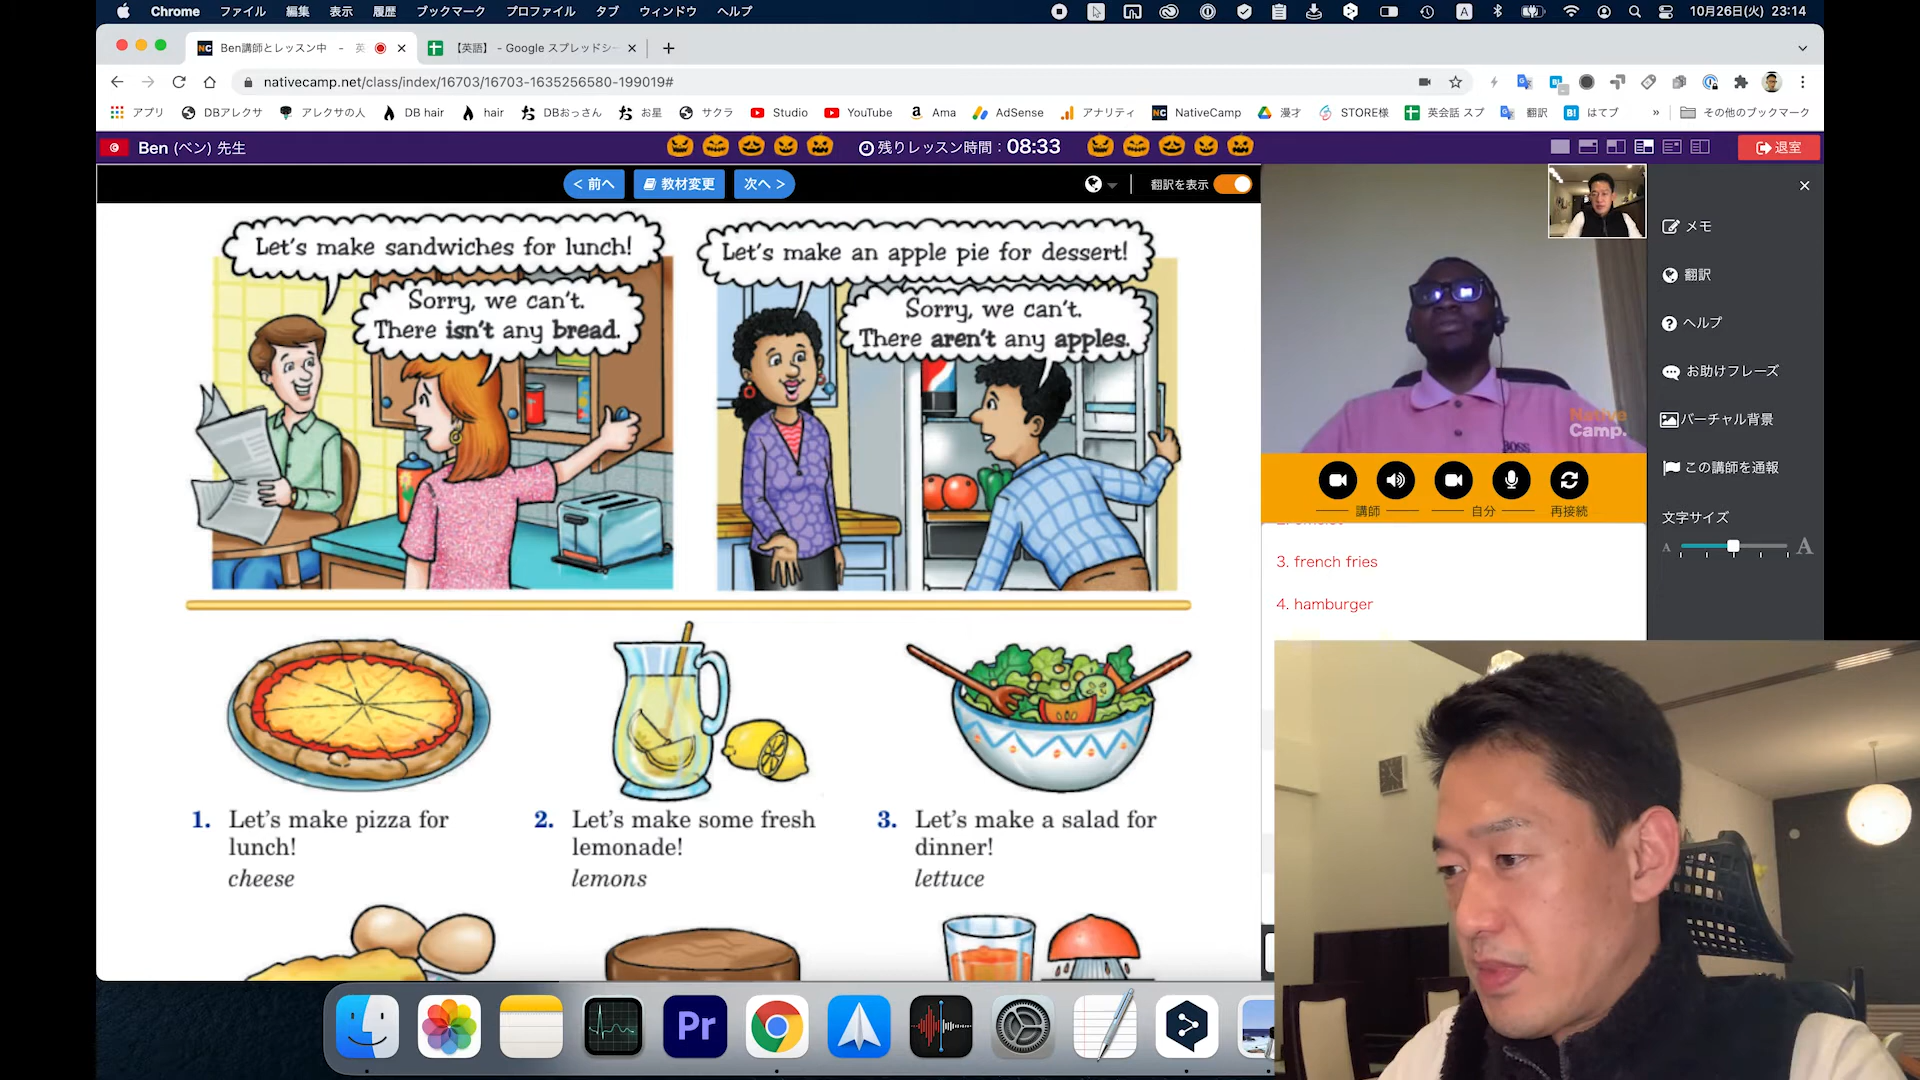 Chrome ファイル 編集 表示 履歴 ブックマーク プロファイル タブ ウィンドウ ヘルプ
10月26日(火) 23:14
Ben講師とレッスン中 - 英
【英語】 - Google スプレッドシー
nativecamp.net/class/index/16703/16703-1635256580-199019#
アプリ DBアレクサ アレクサの人 DB hair hair DBおっさん お星 サクラ Studio YouTube Ama AdSense アナリティ NativeCamp 漫才 STORE様 英会話 スプ 翻訳 はてブ » その他のブックマーク
Ben (ベン) 先生
残りレッスン時間：08:33
退室
< 前へ 教材変更 次へ >
翻訳を表示
Let's make sandwiches for lunch!
Sorry, we can't.
There isn't any bread.
Let's make an apple pie for dessert!
Sorry, we can't.
There aren't any apples.
1. Let's make pizza for
lunch!
cheese
2. Let's make some fresh
lemonade!
lemons
3. Let's make a salad for
dinner!
lettuce
Native
Camp.
BOSS
講師 自分 再接続
3. french fries
4. hamburger
メモ
翻訳
ヘルプ
お助けフレーズ
バーチャル背景
この講師を通報
文字サイズ
A A
Pr